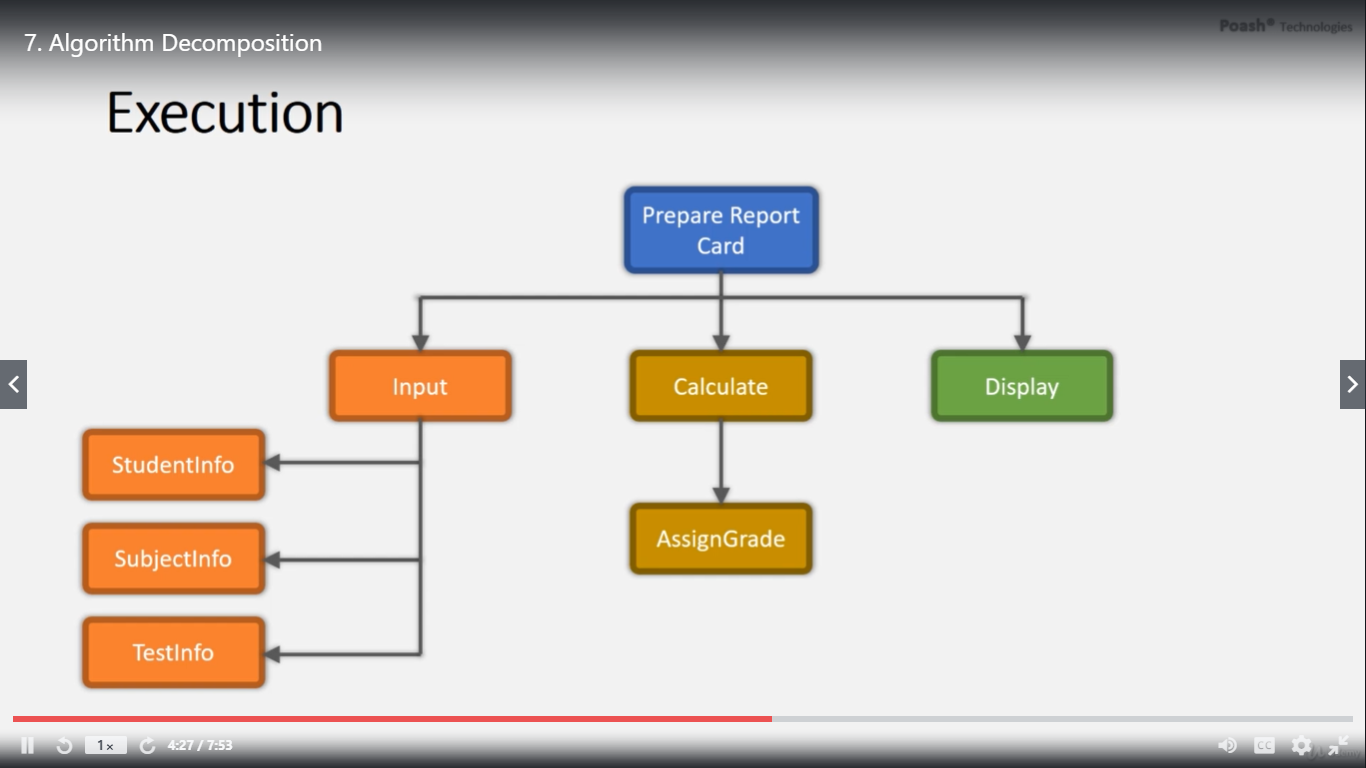 7. Algorithm Decomposition
Poash® Technologies
Execution
Prepare Report
Card
Input
Calculate
Display
StudentInfo
SubjectInfo
TestInfo
AssignGrade
1×
4:27 / 7:53
CC